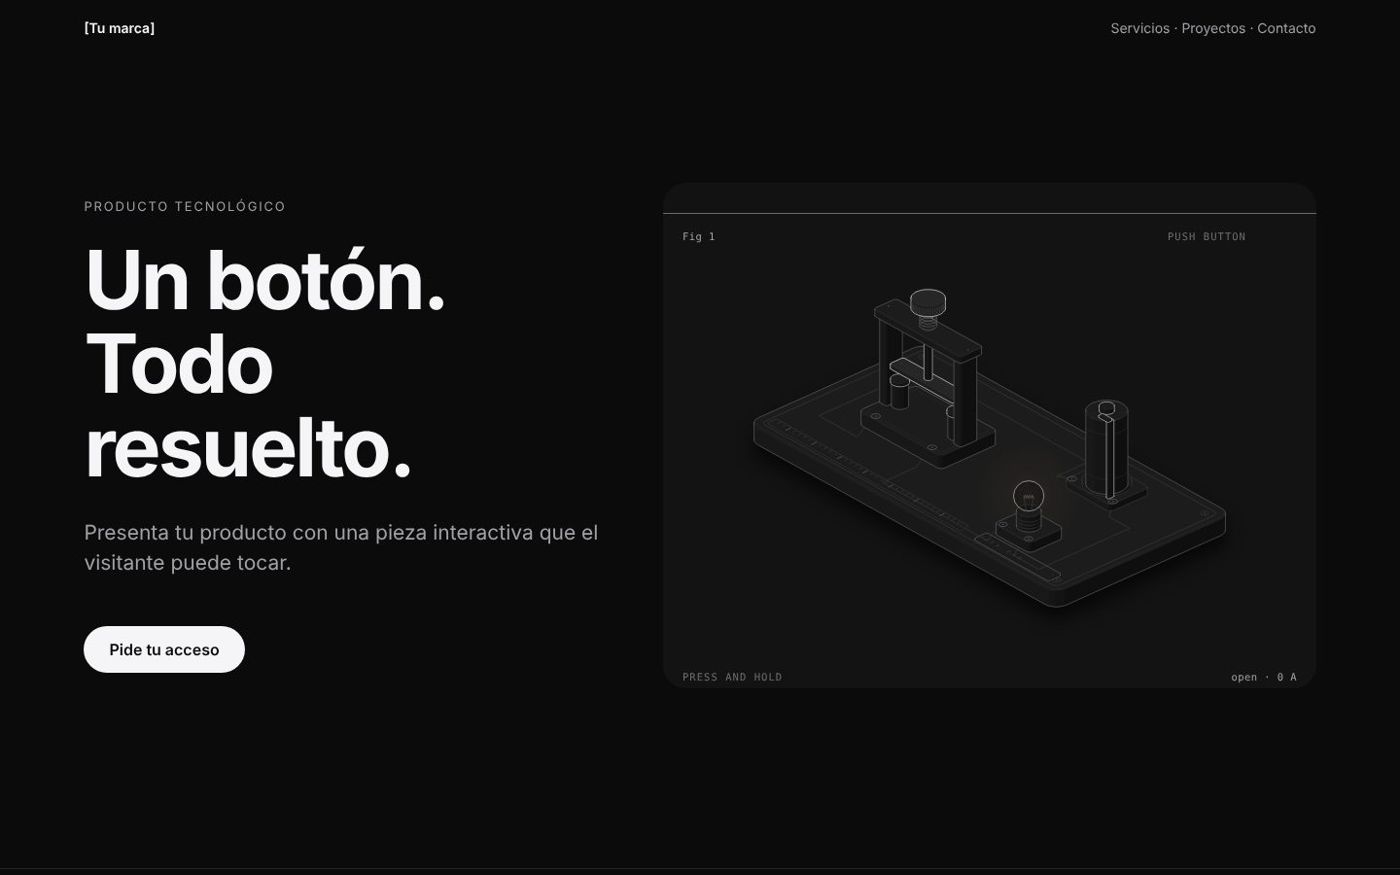 [Tu marca]
Servicios · Proyectos · Contacto
PRODUCTO TECNOLÓGICO
Un botón.
Todo
resuelto.
Presenta tu producto con una pieza interactiva que el
visitante puede tocar.
Pide tu acceso
Fig 1
PUSH BUTTON
PRESS AND HOLD
open · 0 A